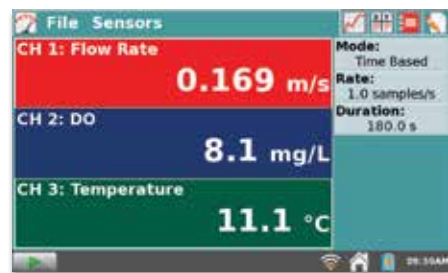 File Sensors
CH 1: Flow Rate
0.169 m/s
CH 2: DO
8.1 mg/L
CH 3: Temperature
11.1 °C
Mode:
Time Based
Rate:
1.0 samples/s
Duration:
180.0 s